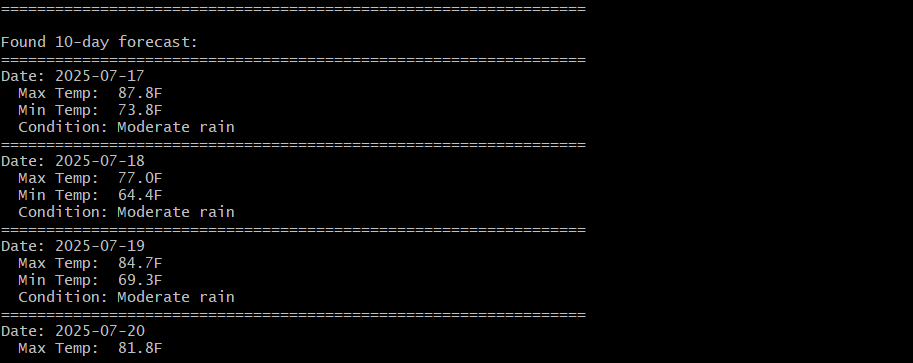 =================================================================
Found 10-day forecast:
=================================================================
Date: 2025-07-17
  Max Temp:  87.8F
  Min Temp:  73.8F
  Condition: Moderate rain
=================================================================
Date: 2025-07-18
  Max Temp:  77.0F
  Min Temp:  64.4F
  Condition: Moderate rain
=================================================================
Date: 2025-07-19
  Max Temp:  84.7F
  Min Temp:  69.3F
  Condition: Moderate rain
=================================================================
Date: 2025-07-20
  Max Temp:  81.8F